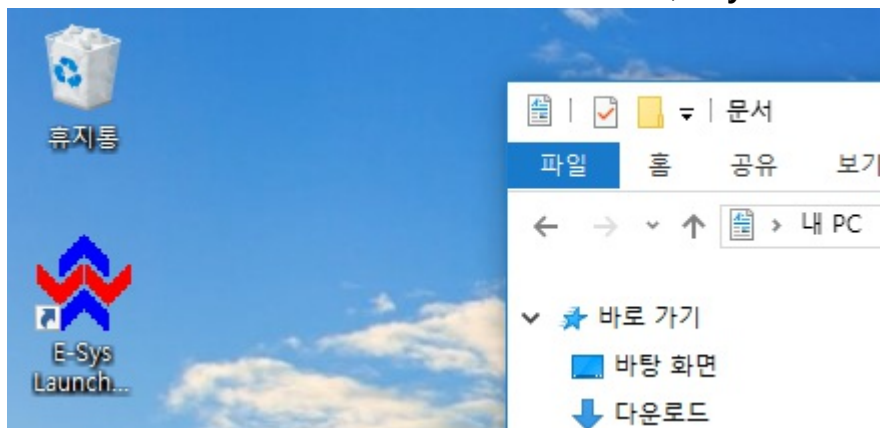 휴지통
E-Sys
Launch...
문서
파일 홈 공유 보기
내 PC
바로 가기
바탕 화면
다운로드